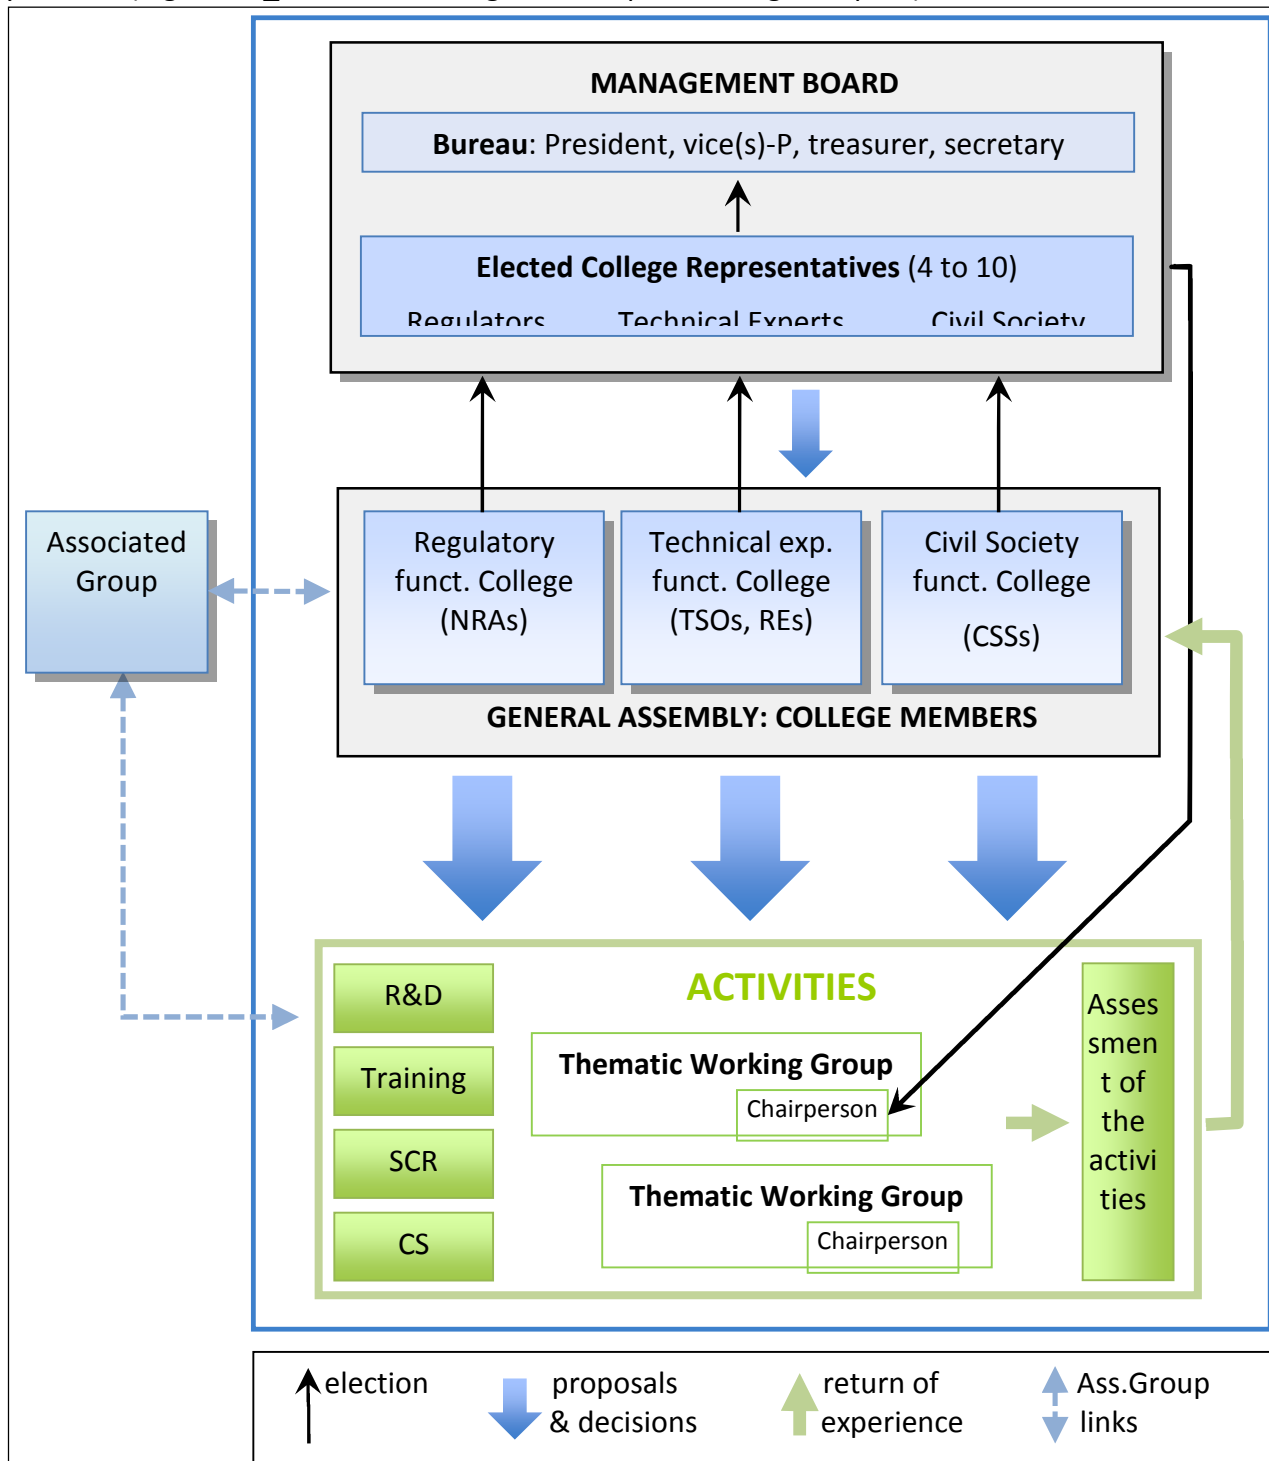 MANAGEMENT BOARD
Bureau: President, vice(s)-P, treasurer, secretary
Elected College Representatives (4 to 10)
Regulators Technical Experts Civil Society
Associated
Group
Regulatory
funct. College
(NRAs)
Technical exp.
funct. College
(TSOs, REs)
Civil Society
funct. College
(CSSs)
GENERAL ASSEMBLY: COLLEGE MEMBERS
ACTIVITIES
R&D
Training
SCR
CS
Thematic Working Group
Chairperson
Thematic Working Group
Chairperson
Asses
smen
t of
the
activi
ties
election
proposals
& decisions
return of
experience
Ass.Group
links